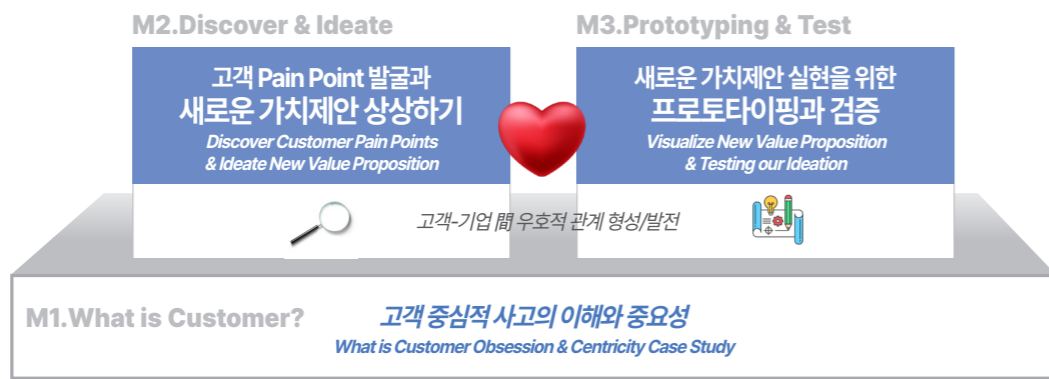 M2.Discover & Ideate
고객 Pain Point 발굴과
새로운 가치제안 상상하기
Discover Customer Pain Points
& Ideate New Value Proposition
M3.Prototyping & Test
새로운 가치제안 실현을 위한
프로토타이핑과 검증
Visualize New Value Proposition
& Testing our Ideation
고객-기업 間 우호적 관계 형성/발전
M1.What is Customer?
고객 중심적 사고의 이해와 중요성
What is Customer Obsession & Centricity Case Study